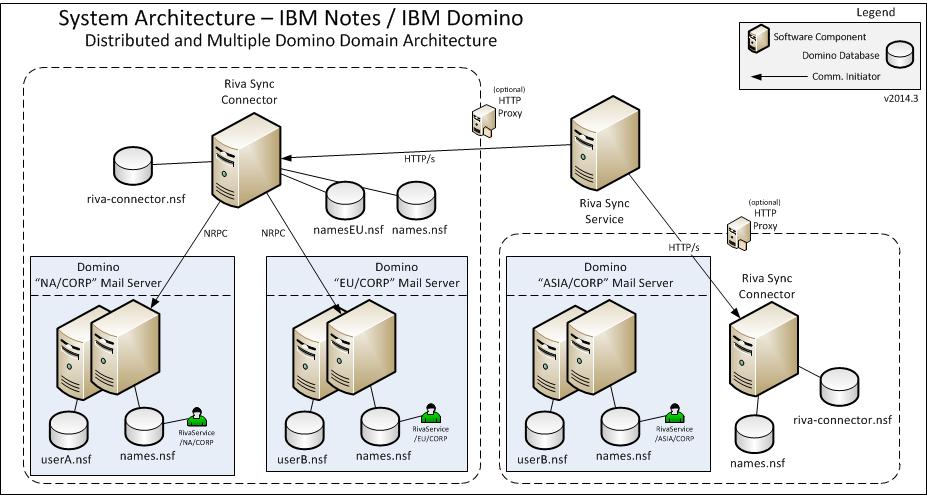 System Architecture – IBM Notes / IBM Domino
Distributed and Multiple Domino Domain Architecture
Legend
Software Component
Domino Database
Comm. Initiator
v2014.3
Riva Sync
Connector
(optional)
HTTP
Proxy
HTTP/s
riva-connector.nsf
namesEU.nsf
names.nsf
Riva Sync
Service
(optional)
HTTP
Proxy
NRPC
NRPC
HTTP/s
Domino
“NA/CORP” Mail Server
Domino
“EU/CORP” Mail Server
Domino
“ASIA/CORP” Mail Server
Riva Sync
Connector
userA.nsf
names.nsf
RivaService
/NA/CORP
userB.nsf
names.nsf
RivaService
/EU/CORP
userB.nsf
names.nsf
RivaService
/ASIA/CORP
names.nsf
riva-connector.nsf